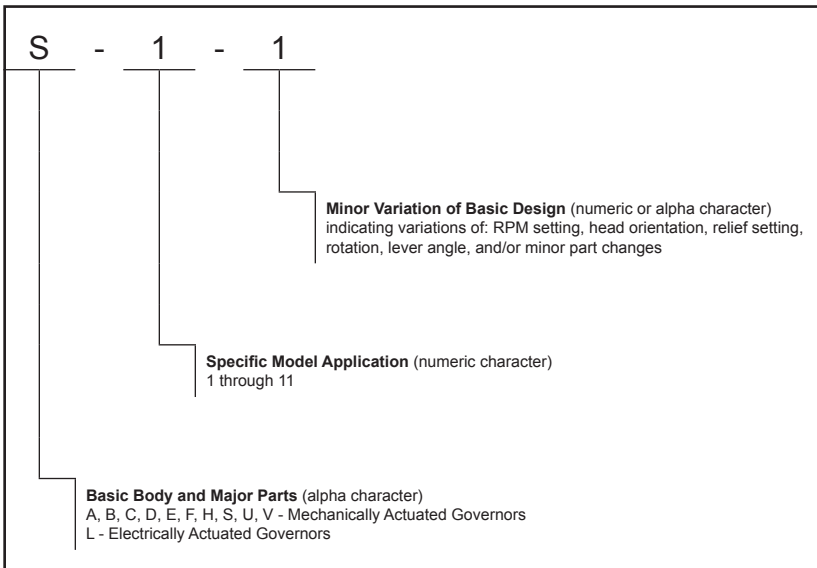 S - 1 - 1
Minor Variation of Basic Design (numeric or alpha character)
indicating variations of: RPM setting, head orientation, relief setting,
rotation, lever angle, and/or minor part changes
Specific Model Application (numeric character)
1 through 11
Basic Body and Major Parts (alpha character)
A, B, C, D, E, F, H, S, U, V - Mechanically Actuated Governors
L - Electrically Actuated Governors